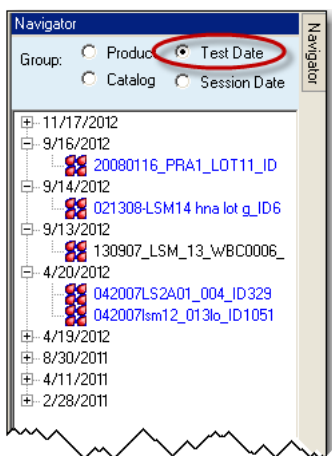 Navigator
Navigator
Group: Product Test Date
Catalog Session Date
11/17/2012
9/16/2012
20080116_PRA1_LOT11_ID
9/14/2012
021308-LSM14 hna lot g_ID6
9/13/2012
130907_LSM_13_WBC0006_
4/20/2012
042007LS2A01_004_ID329
042007lsm12_013lo_ID1051
4/19/2012
8/30/2011
4/11/2011
2/28/2011